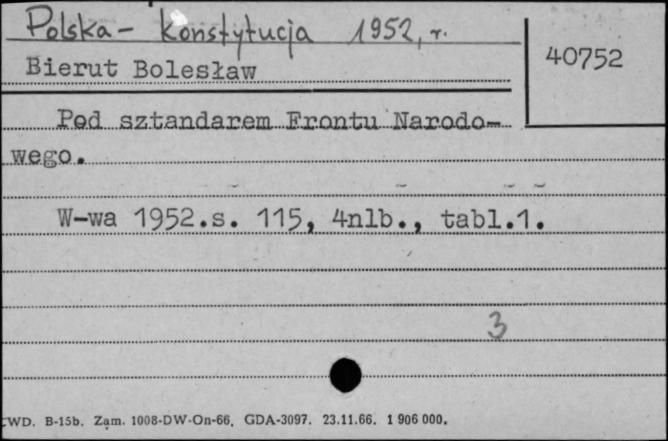 Polska - Konstytucja 1952, r.
40752
Bierut Bolesław
Pod sztandarem Frontu Narodo-
wego.
W-wa 1952.s. 115, 4nlb., tabl.1.
3
WD. B-15b. Zam. 1008-DW-On-66. GDA-3097. 23.11.66. 1 906 000.